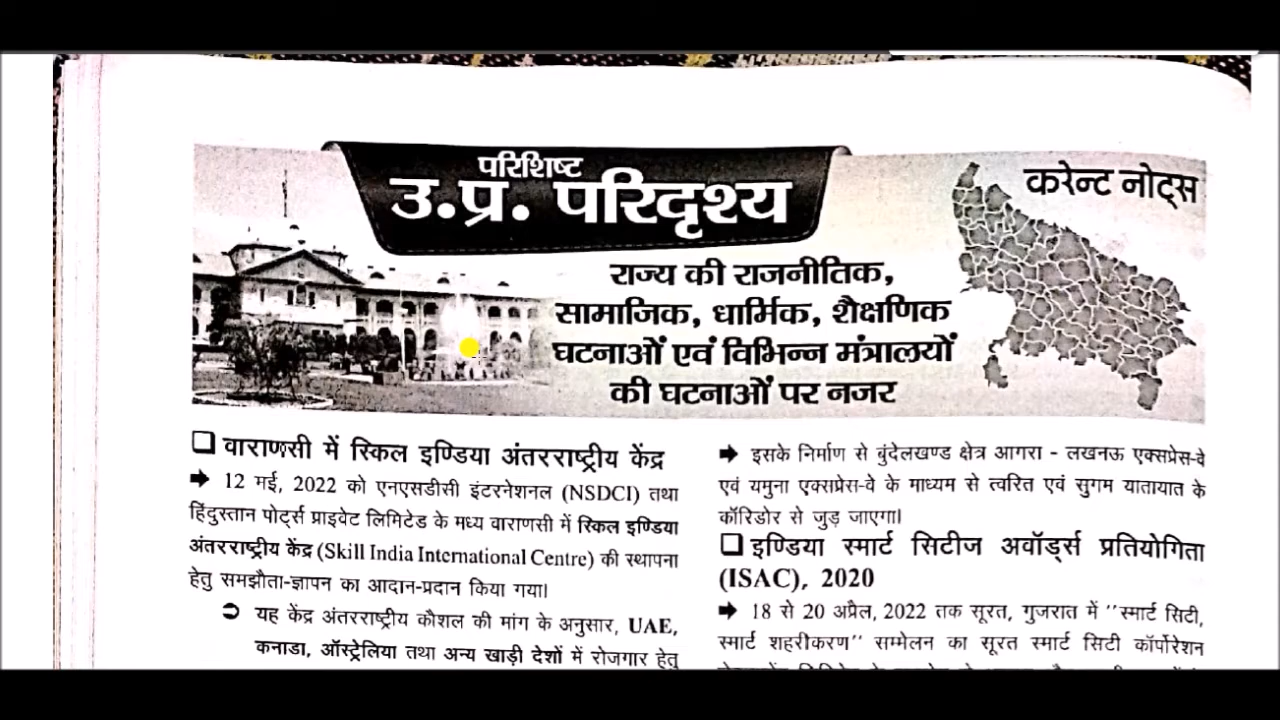 परिशिष्ट
उ.प्र. परिदृश्य
करेन्ट नोट्स
राज्य की राजनीतिक,
सामाजिक, धार्मिक, शैक्षणिक
घटनाओं एवं विभिन्न मंत्रालयों
की घटनाओं पर नजर
❑ वाराणसी में स्किल इण्डिया अंतरराष्ट्रीय केंद्र
➔ 12 मई, 2022 को एनएसडीसी इंटरनेशनल (NSDCI) तथा
हिंदुस्तान पोर्ट्स प्राइवेट लिमिटेड के मध्य वाराणसी में स्किल इण्डिया
अंतरराष्ट्रीय केंद्र (Skill India International Centre) की स्थापना
हेतु समझौता-ज्ञापन का आदान-प्रदान किया गया।
➲ यह केंद्र अंतरराष्ट्रीय कौशल की मांग के अनुसार, UAE,
कनाडा, ऑस्ट्रेलिया तथा अन्य खाड़ी देशों में रोजगार हेतु
➔ इसके निर्माण से बुंदेलखण्ड क्षेत्र आगरा - लखनऊ एक्सप्रेस-वे
एवं यमुना एक्सप्रेस-वे के माध्यम से त्वरित एवं सुगम यातायात के
कॉरिडोर से जुड़ जाएगा।
❑ इण्डिया स्मार्ट सिटीज अवॉर्ड्स प्रतियोगिता
(ISAC), 2020
➔ 18 से 20 अप्रैल, 2022 तक सूरत, गुजरात में "स्मार्ट सिटी,
स्मार्ट शहरीकरण" सम्मेलन का सूरत स्मार्ट सिटी कॉर्पोरेशन